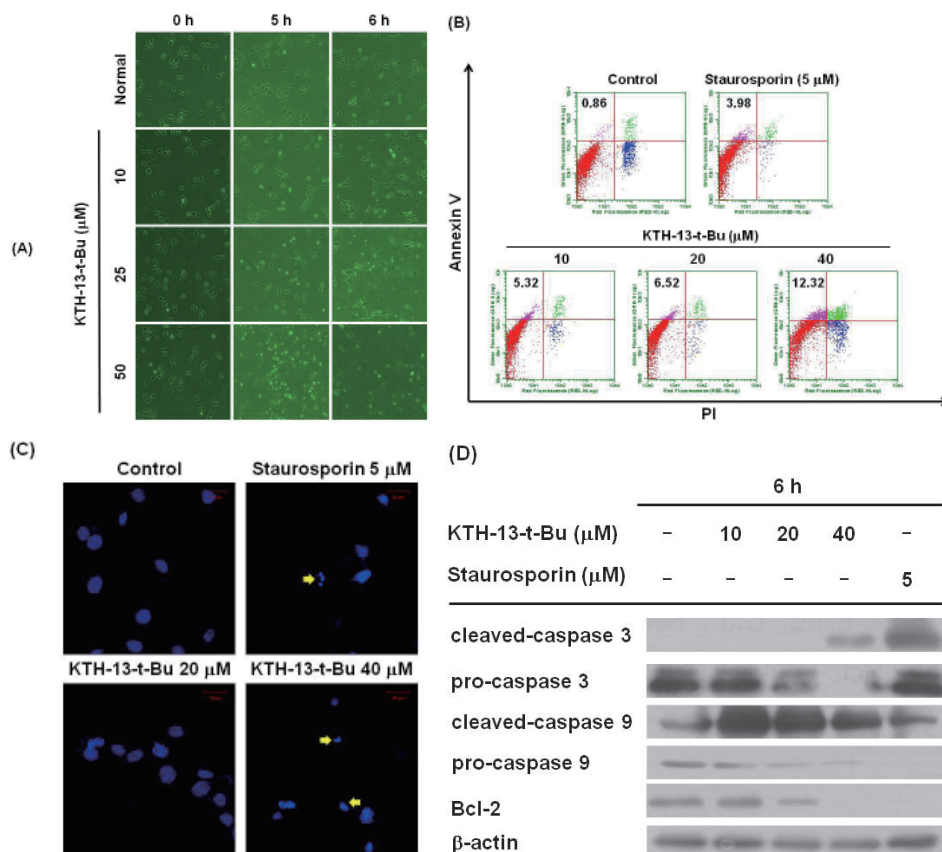 (A)
0 h 5 h 6 h
Normal
KTH-13-t-Bu (μM)
10
25
50
(B)
Annexin V
Control Staurosporin (5 μM)
0.86 3.98
KTH-13-t-Bu (μM)
10 20 40
5.32 6.52 12.32
PI
(C)
Control Staurosporin 5 μM
KTH-13-t-Bu 20 μM KTH-13-t-Bu 40 μM
(D)
6 h
KTH-13-t-Bu (μM) – 10 20 40 –
Staurosporin (μM) – – – – 5
cleaved-caspase 3
pro-caspase 3
cleaved-caspase 9
pro-caspase 9
Bcl-2
β-actin